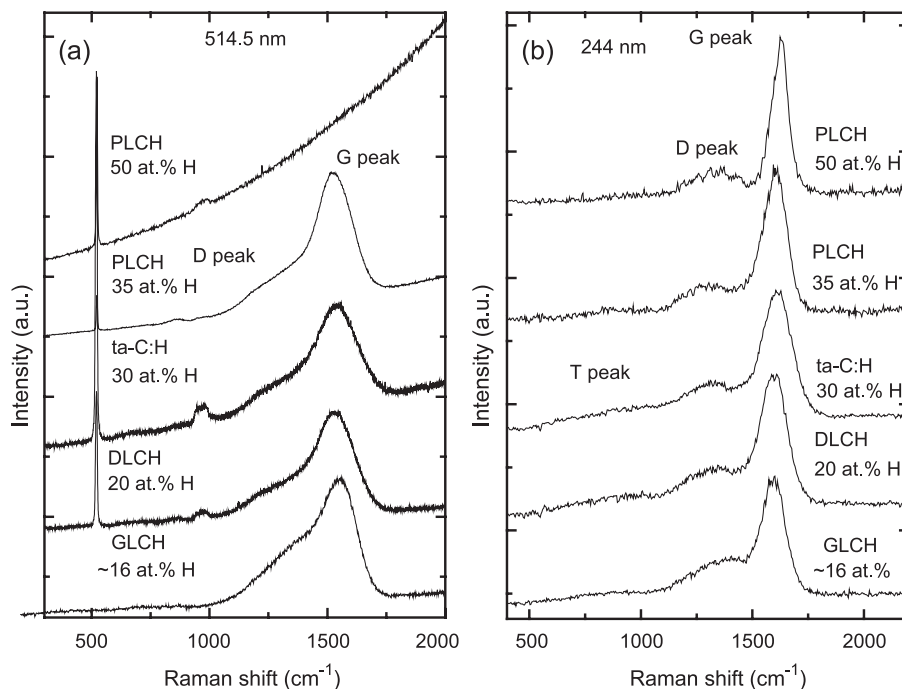 (a)
514.5 nm
PLCH
50 at.% H
G peak
D peak
PLCH
35 at.% H
ta-C:H
30 at.% H
DLCH
20 at.% H
GLCH
~16 at.% H
Intensity (a.u.)
500
1000
1500
2000
Raman shift (cm⁻¹)
(b)
244 nm
G peak
D peak
PLCH
50 at.% H
PLCH
35 at.% H
T peak
ta-C:H
30 at.% H
DLCH
20 at.% H
GLCH
~16 at.%
Intensity (a.u.)
500
1000
1500
2000
Raman shift (cm⁻¹)